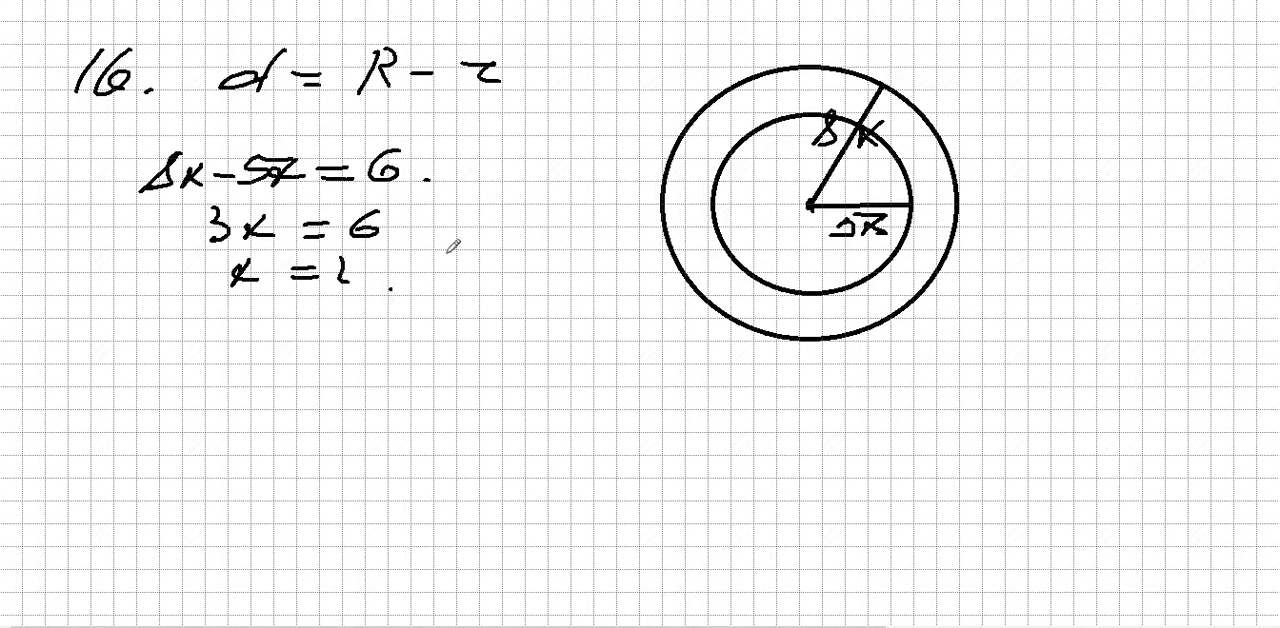 16. d = R - r
8x - 5x = 6.
3x = 6
x = 2.
8x
5x